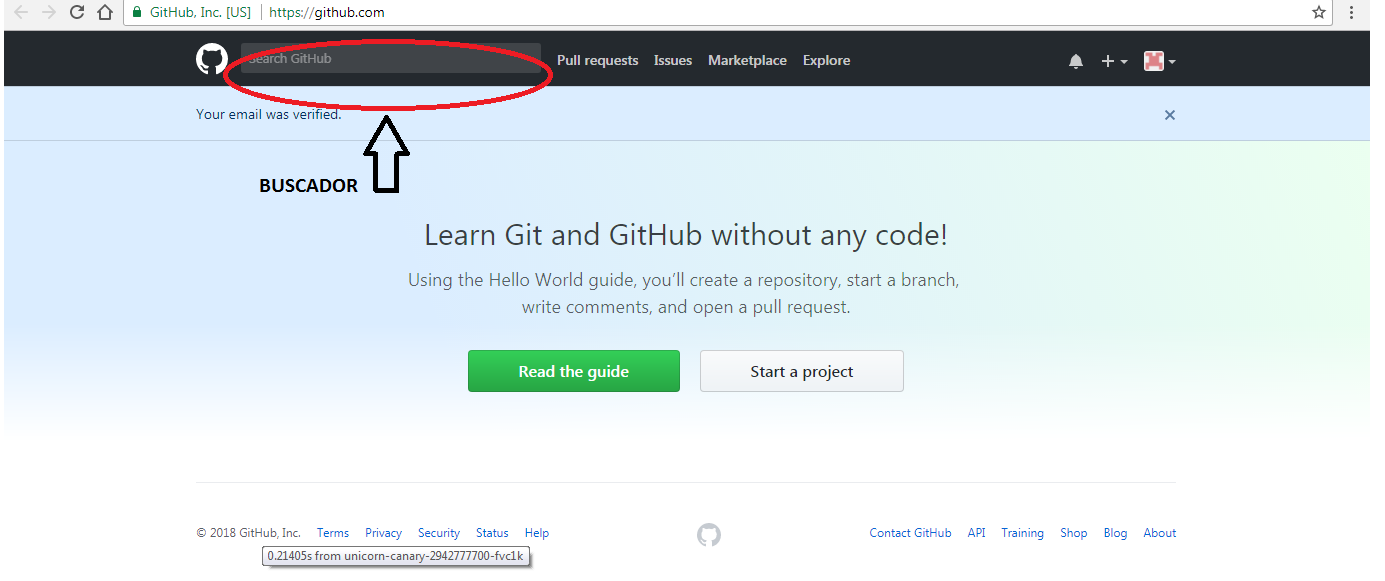 GitHub, Inc. [US] https://github.com
Search GitHub Pull requests Issues Marketplace Explore
Your email was verified.
BUSCADOR
Learn Git and GitHub without any code!
Using the Hello World guide, you’ll create a repository, start a branch,
write comments, and open a pull request.
Read the guide Start a project
© 2018 GitHub, Inc. Terms Privacy Security Status Help Contact GitHub API Training Shop Blog About
0.21405s from unicorn-canary-2942777700-fvc1k